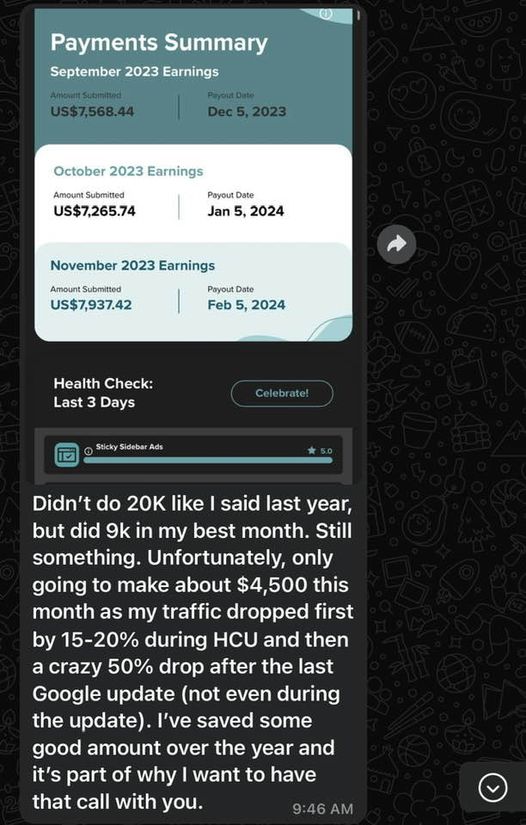 Payments Summary
September 2023 Earnings
Amount Submitted
Payout Date
US$7,568.44
Dec 5, 2023
October 2023 Earnings
Amount Submitted
Payout Date
US$7,265.74
Jan 5, 2024
November 2023 Earnings
Amount Submitted
Payout Date
US$7,937.42
Feb 5, 2024
Health Check:
Last 3 Days
Celebrate!
Sticky Sidebar Ads
5.0
Didn’t do 20K like I said last year,
but did 9k in my best month. Still
something. Unfortunately, only
going to make about $4,500 this
month as my traffic dropped first
by 15-20% during HCU and then
a crazy 50% drop after the last
Google update (not even during
the update). I’ve saved some
good amount over the year and
it’s part of why I want to have
that call with you.
9:46 AM